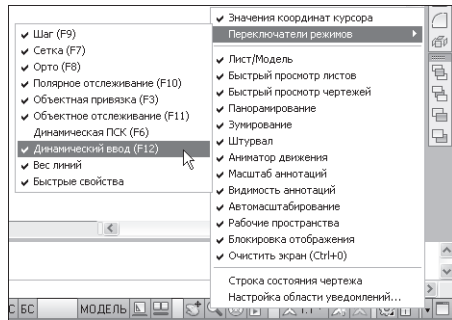 Значения координат курсора
Переключатели режимов
Шаг (F9)
Сетка (F7)
Орто (F8)
Полярное отслеживание (F10)
Объектная привязка (F3)
Объектное отслеживание (F11)
Динамическая ПСК (F6)
Динамический ввод (F12)
Вес линий
Быстрые свойства
Лист/Модель
Быстрый просмотр листов
Быстрый просмотр чертежей
Панорамирование
Зумирование
Штурвал
Аниматор движения
Масштаб аннотаций
Видимость аннотаций
Автомасштабирование
Рабочие пространства
Блокировка отображения
Очистить экран (Ctrl+0)
Строка состояния чертежа
Настройка области уведомлений...
БС
МОДЕЛЬ